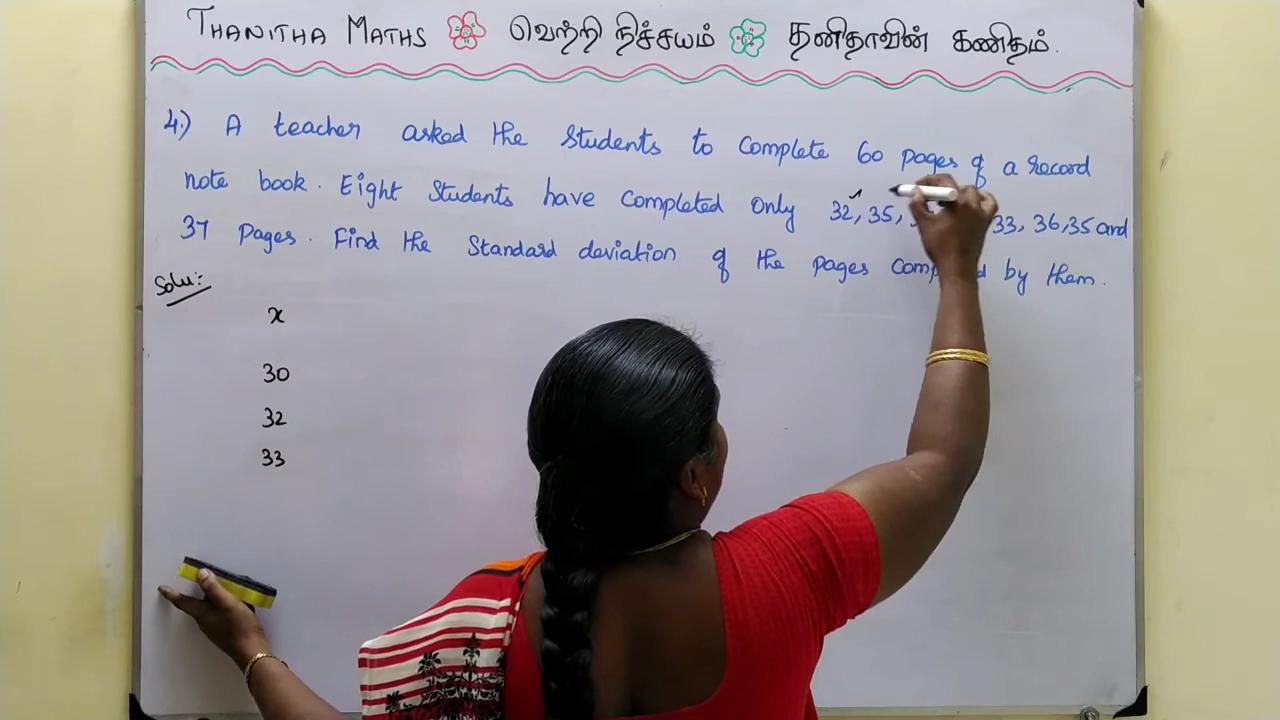 THANITHA MATHS வெற்றி நிச்சயம் தனிதாவின் கணிதம்.
4.) A teacher asked the students to complete 60 pages of a record
note book. Eight students have completed only 32, 35, 33, 36, 35 and
37 pages. Find the standard deviation of the pages by them.
Solu:
x
30
32
33